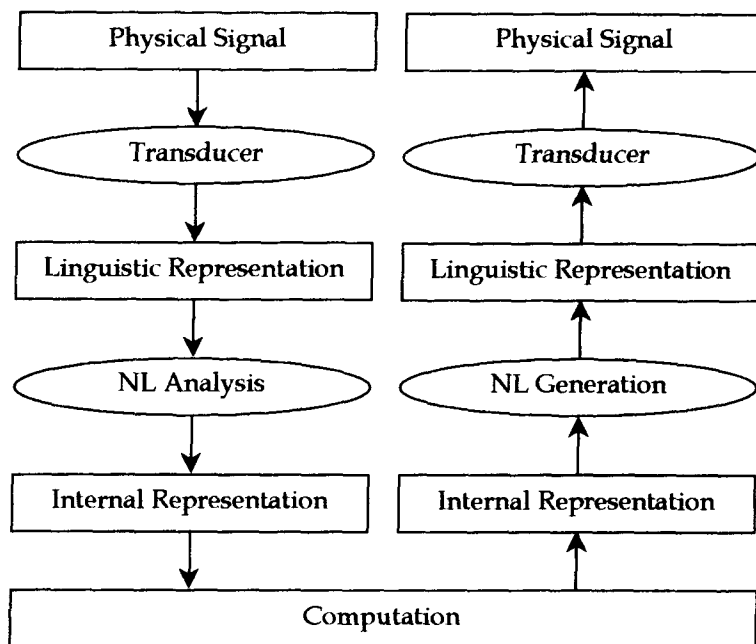 Physical Signal
Physical Signal
Transducer
Transducer
Linguistic Representation
Linguistic Representation
NL Analysis
NL Generation
Internal Representation
Internal Representation
Computation